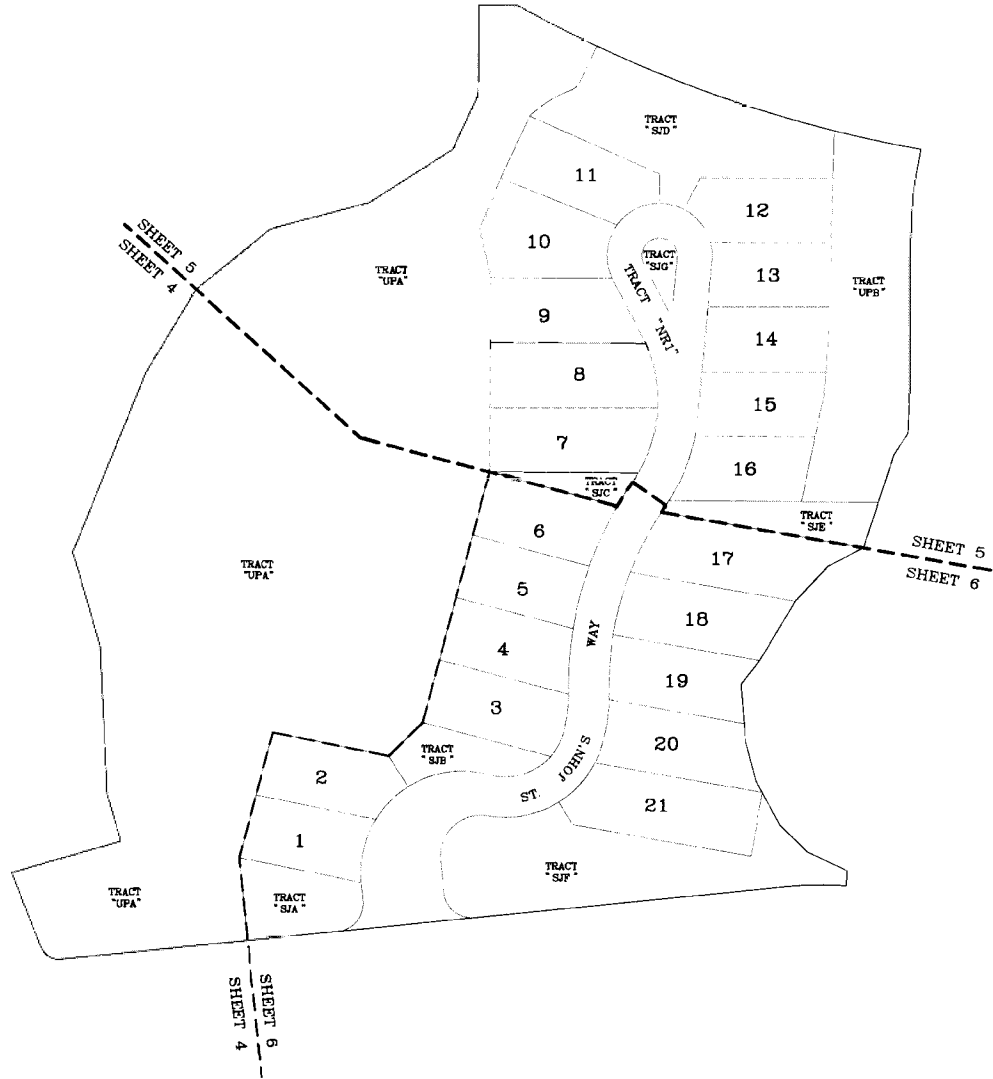 TRACT
"SJD"
11
12
SHEET 5
SHEET 4
10
TRACT
"SJG"
TRACT
"UPA"
13
TRACT
"UPB"
TRACT "NR1"
9
14
8
15
7
16
TRACT
"SJC"
TRACT
"SJE"
6
SHEET 5
SHEET 6
17
TRACT
"UPA"
5
18
4
WAY
19
3
20
TRACT
"SJB"
2
ST. JOHN'S
21
1
TRACT
"SJF"
TRACT
"UPA"
TRACT
"SJA"
SHEET 6
SHEET 4